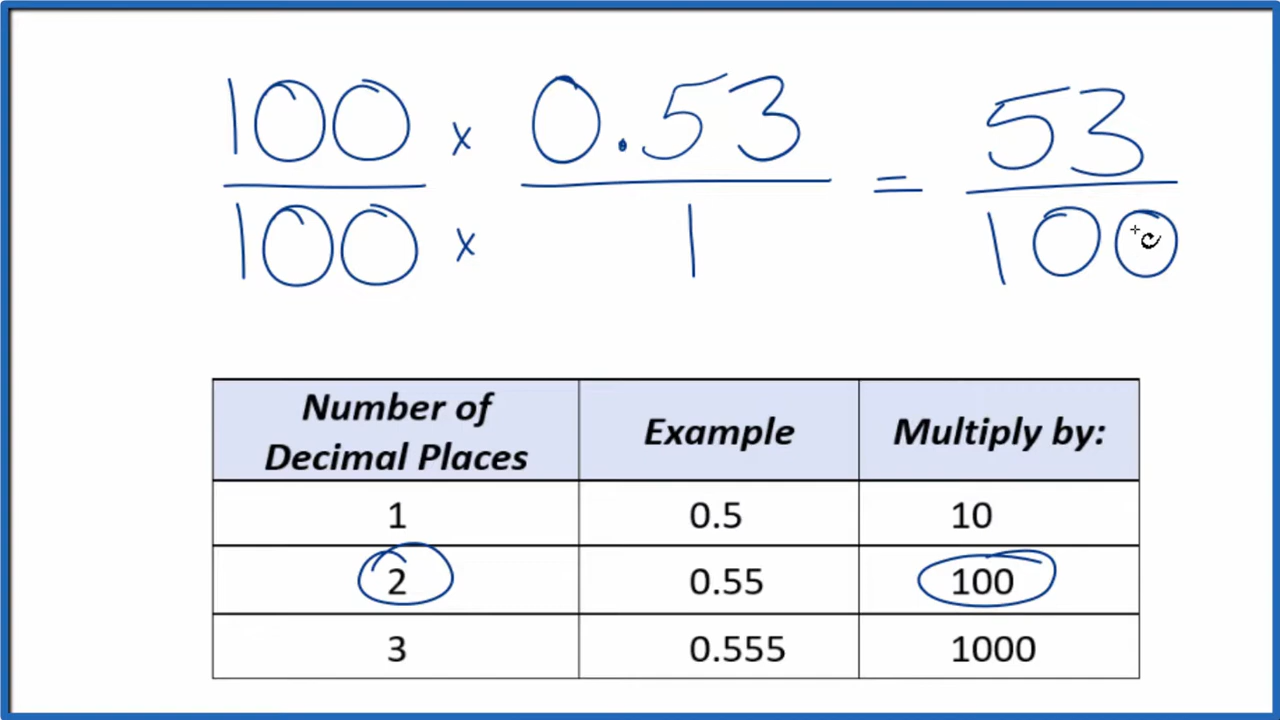 100 × 0.53 = 53
100 × 1 100
Number of Decimal Places Example Multiply by:
1 0.5 10
2 0.55 100
3 0.555 1000